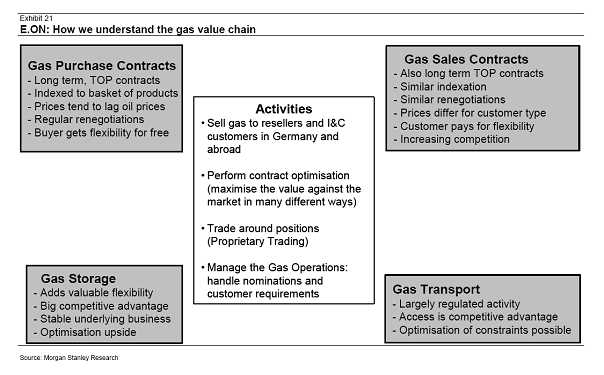 Exhibit 21
E.ON: How we understand the gas value chain
Gas Purchase Contracts
- Long term, TOP contracts
- Indexed to basket of products
- Prices tend to lag oil prices
- Regular renegotiations
- Buyer gets flexibility for free
Activities
• Sell gas to resellers and I&C
customers in Germany and
abroad
• Perform contract optimisation
(maximise the value against the
market in many different ways)
• Trade around positions
(Proprietary Trading)
• Manage the Gas Operations:
handle nominations and
customer requirements
Gas Sales Contracts
- Also long term TOP contracts
- Similar indexation
- Similar renegotiations
- Prices differ for customer type
- Customer pays for flexibility
- Increasing competition
Gas Storage
- Adds valuable flexibility
- Big competitive advantage
- Stable underlying business
- Optimisation upside
Gas Transport
- Largely regulated activity
- Access is competitive advantage
- Optimisation of constraints possible
Source: Morgan Stanley Research